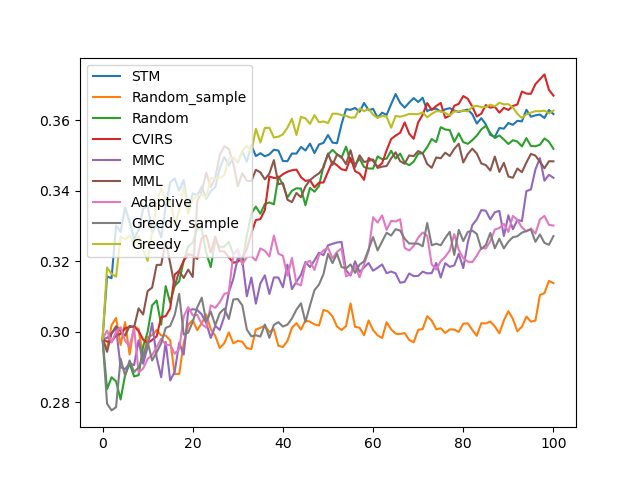 STM
Random_sample
Random
CVIRS
MMC
MML
Adaptive
Greedy_sample
Greedy
0.36
0.34
0.32
0.30
0.28
0 20 40 60 80 100